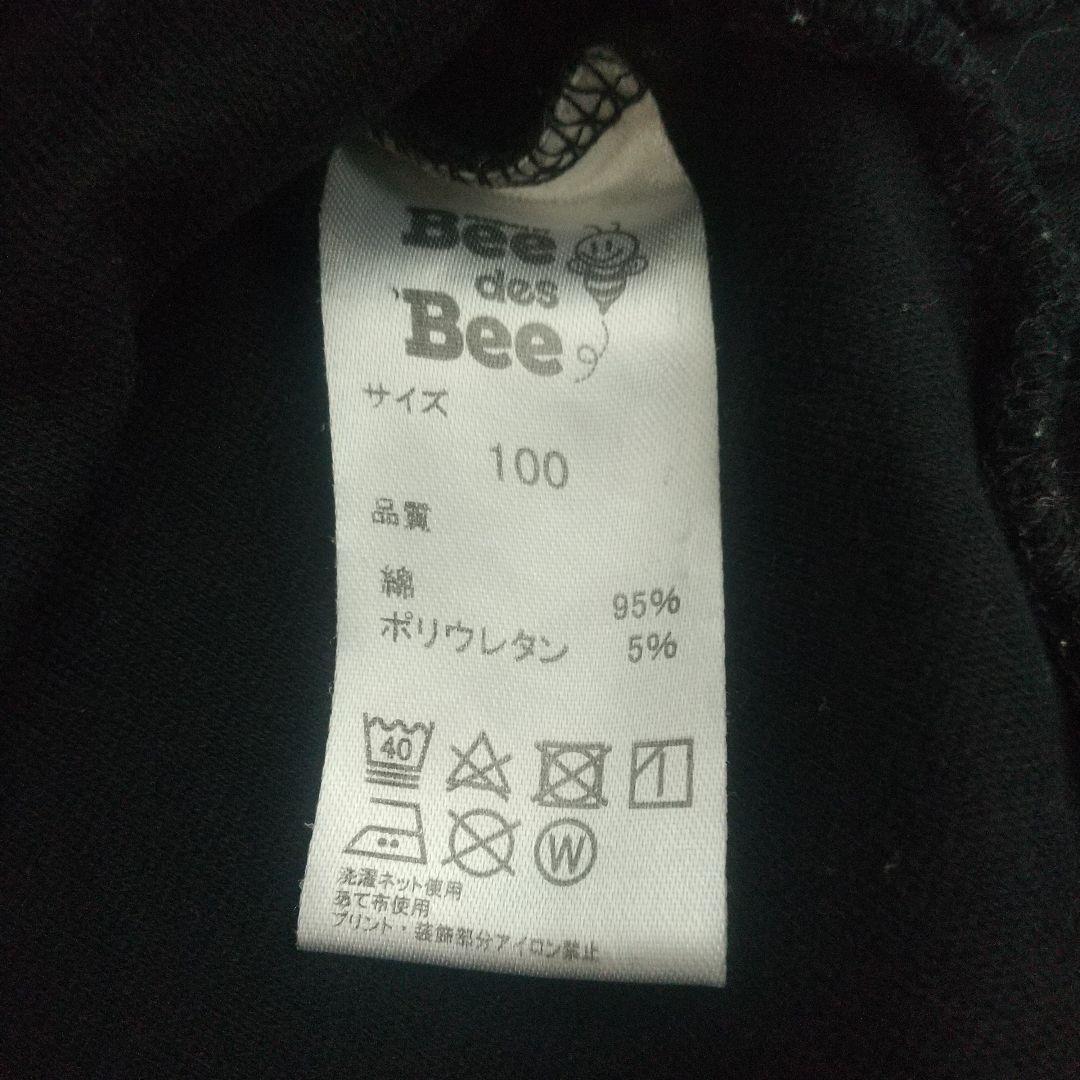 Bee
des
Bee
サイズ
100
品質
綿 95%
ポリウレタン 5%
40
W
洗濯ネット使用
あて布使用
プリント・装飾部分アイロン禁止